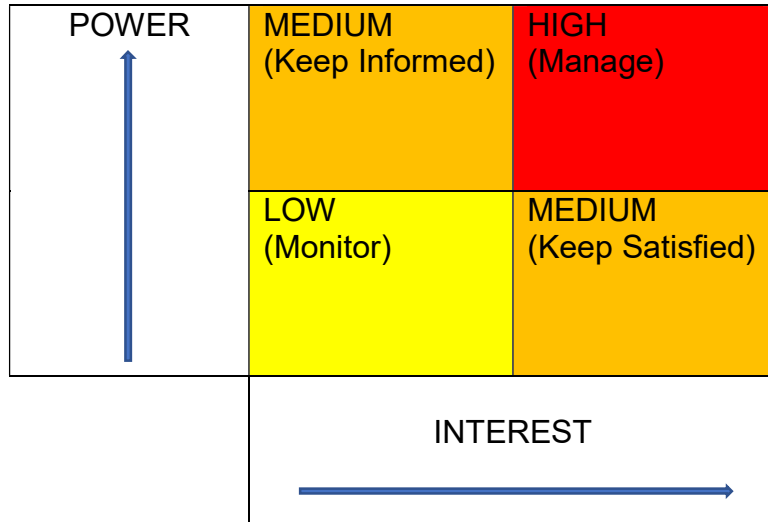 POWER
MEDIUM
(Keep Informed)
HIGH
(Manage)
LOW
(Monitor)
MEDIUM
(Keep Satisfied)
INTEREST